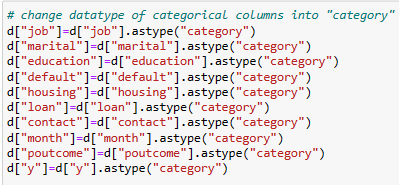 # change datatype of categorical columns into "category"
d["job"]=d["job"].astype("category")
d["marital"]=d["marital"].astype("category")
d["education"]=d["education"].astype("category")
d["default"]=d["default"].astype("category")
d["housing"]=d["housing"].astype("category")
d["loan"]=d["loan"].astype("category")
d["contact"]=d["contact"].astype("category")
d["month"]=d["month"].astype("category")
d["poutcome"]=d["poutcome"].astype("category")
d["y"]=d["y"].astype("category")